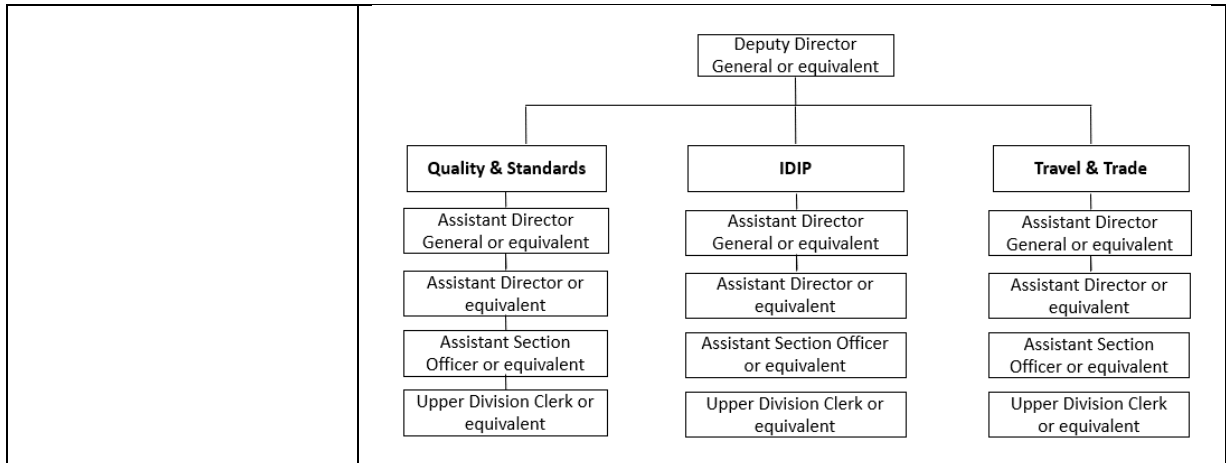 Deputy Director
General or equivalent
Quality & Standards
Assistant Director
General or equivalent
Assistant Director or
equivalent
Assistant Section
Officer or equivalent
Upper Division Clerk or
equivalent
IDIP
Assistant Director
General or equivalent
Assistant Director or
equivalent
Assistant Section Officer
or equivalent
Upper Division Clerk or
equivalent
Travel & Trade
Assistant Director
General or equivalent
Assistant Director or
equivalent
Assistant Section
Officer or equivalent
Upper Division Clerk
or equivalent